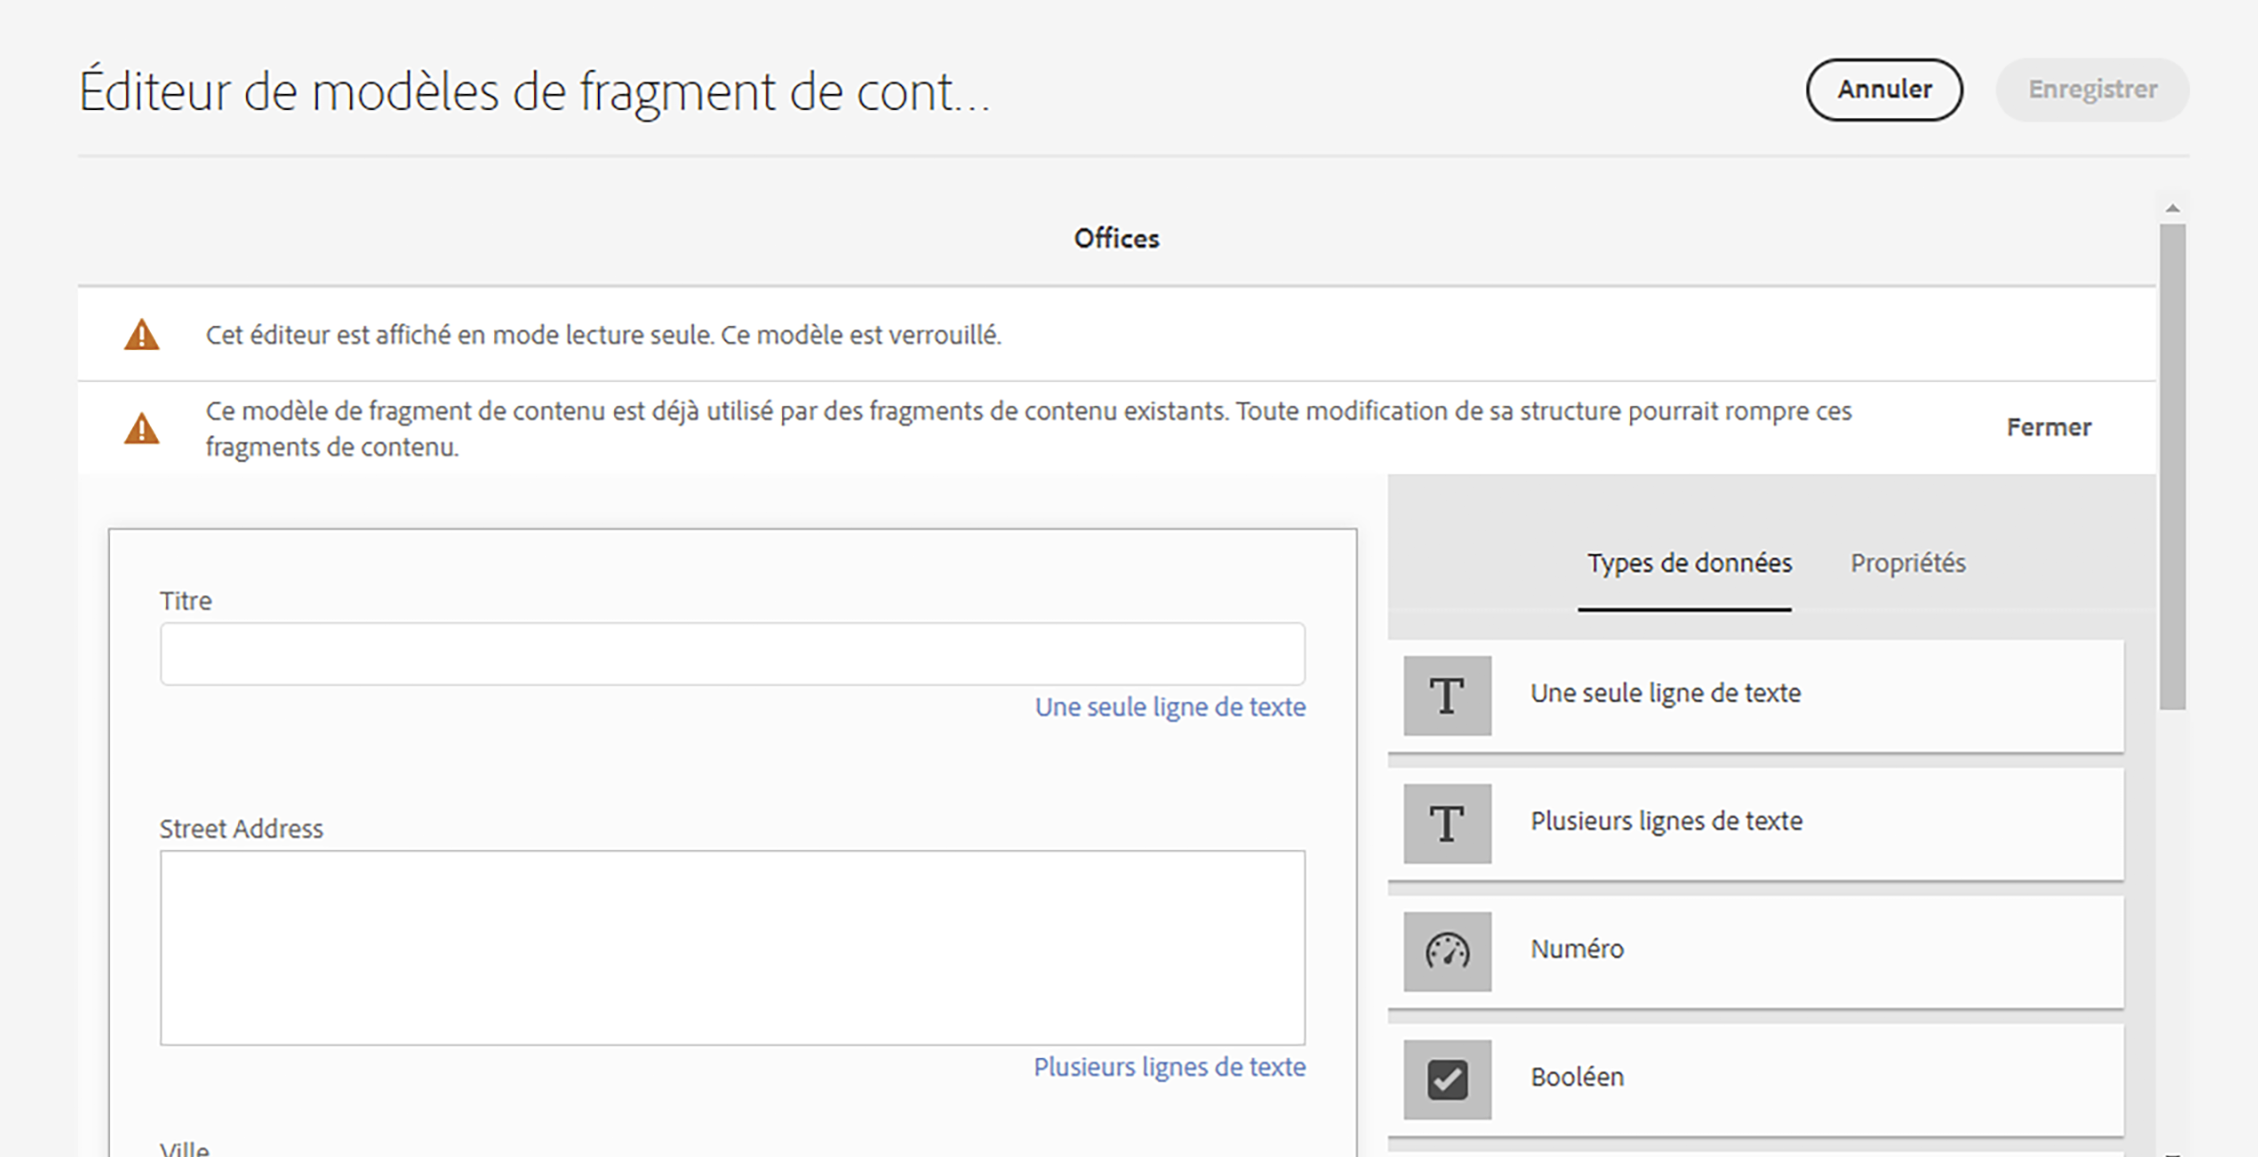 Éditeur de modèles de fragment de cont...
Annuler
Enregistrer
Offices
Cet éditeur est affiché en mode lecture seule. Ce modèle est verrouillé.
Ce modèle de fragment de contenu est déjà utilisé par des fragments de contenu existants. Toute modification de sa structure pourrait rompre ces
fragments de contenu.
Fermer
Titre
Une seule ligne de texte
Street Address
Plusieurs lignes de texte
Ville
Types de données
Propriétés
Une seule ligne de texte
Plusieurs lignes de texte
Numéro
Booléen